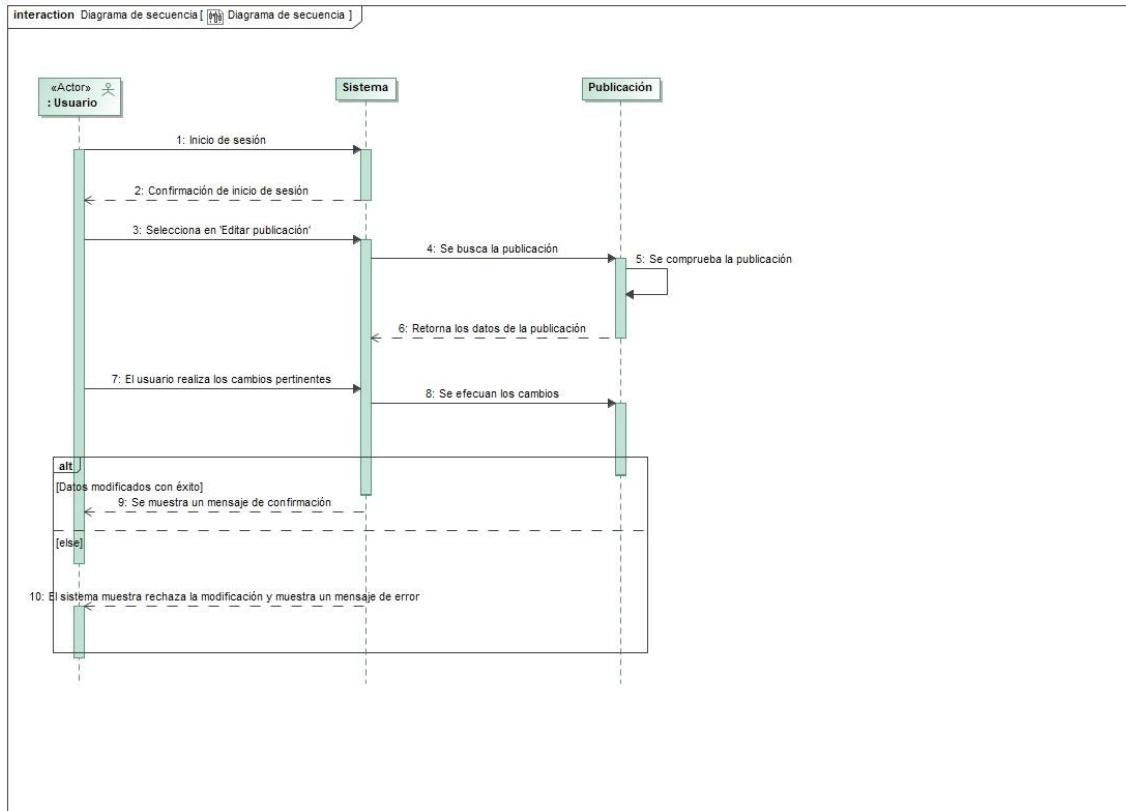 interaction Diagrama de secuencia [ Diagrama de secuencia ]
«Actor»
: Usuario
Sistema
Publicación
1: Inicio de sesión
2: Confirmación de inicio de sesión
3: Selecciona en 'Editar publicación'
4: Se busca la publicación
5: Se comprueba la publicación
6: Retorna los datos de la publicación
7: El usuario realiza los cambios pertinentes
8: Se efecuan los cambios
alt
[Datos modificados con éxito]
9: Se muestra un mensaje de confirmación
[else]
10: El sistema muestra rechaza la modificación y muestra un mensaje de error